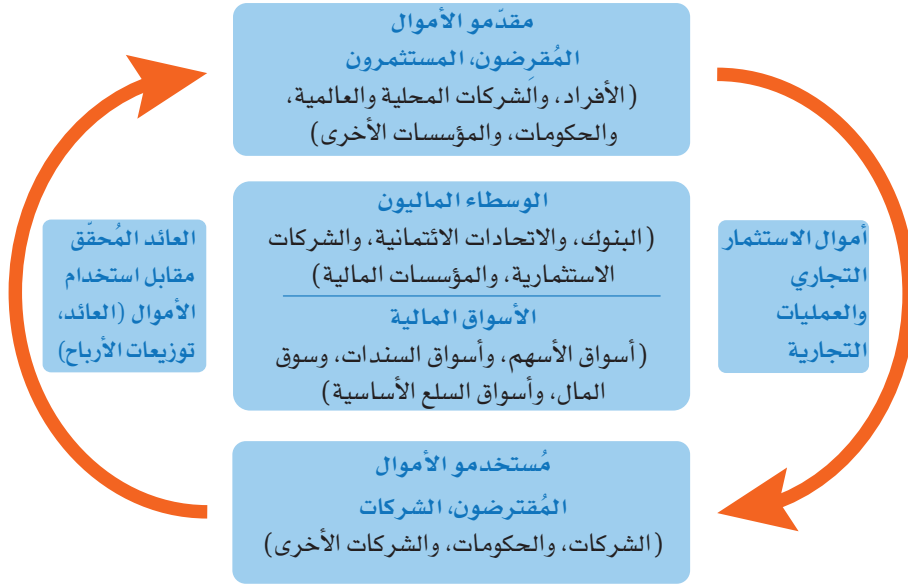 مقدّمو الأموال
المُقرِضون، المستثمرون
(الأفراد، والشركات المحلية والعالمية،
والحكومات، والمؤسسات الأخرى)
أموال الاستثمار
التجاري
والعمليات
التجارية
الوسطاء الماليون
(البنوك، والاتحادات الائتمانية، والشركات
الاستثمارية، والمؤسسات المالية)
الأسواق المالية
(أسواق الأسهم، وأسواق السندات، وسوق
المال، وأسواق السلع الأساسية)
العائد المُحقّق
مقابل استخدام
الأموال (العائد،
توزيعات الأرباح)
مُستخدمو الأموال
المُقترضون، الشركات
(الشركات، والحكومات، والشركات الأخرى)